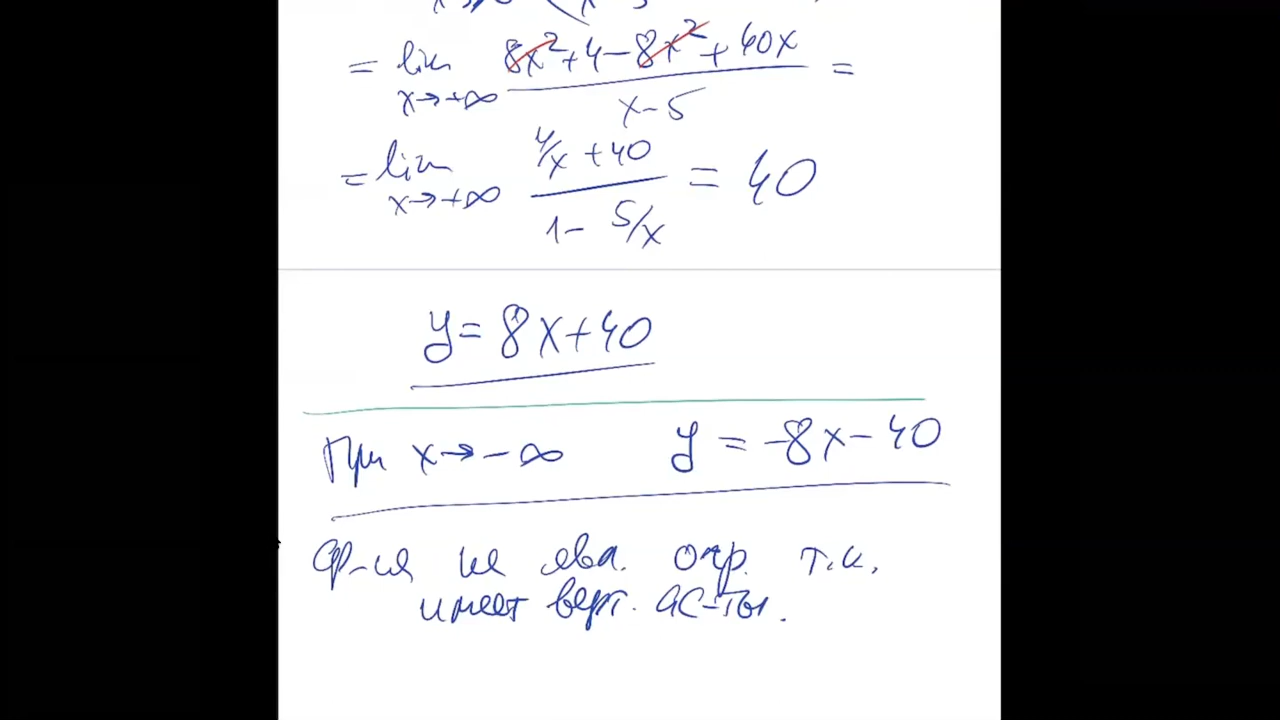 = lim x→+∞ (8x²+4−8x²+40x)/(x−5) =
= lim x→+∞ (4/x +40)/(1− 5/x) = 40
y = 8x+40
При x→−∞ y = −8x−40
Ф-ия не явл. огр. т.к.
имеет верт. ас-ты.